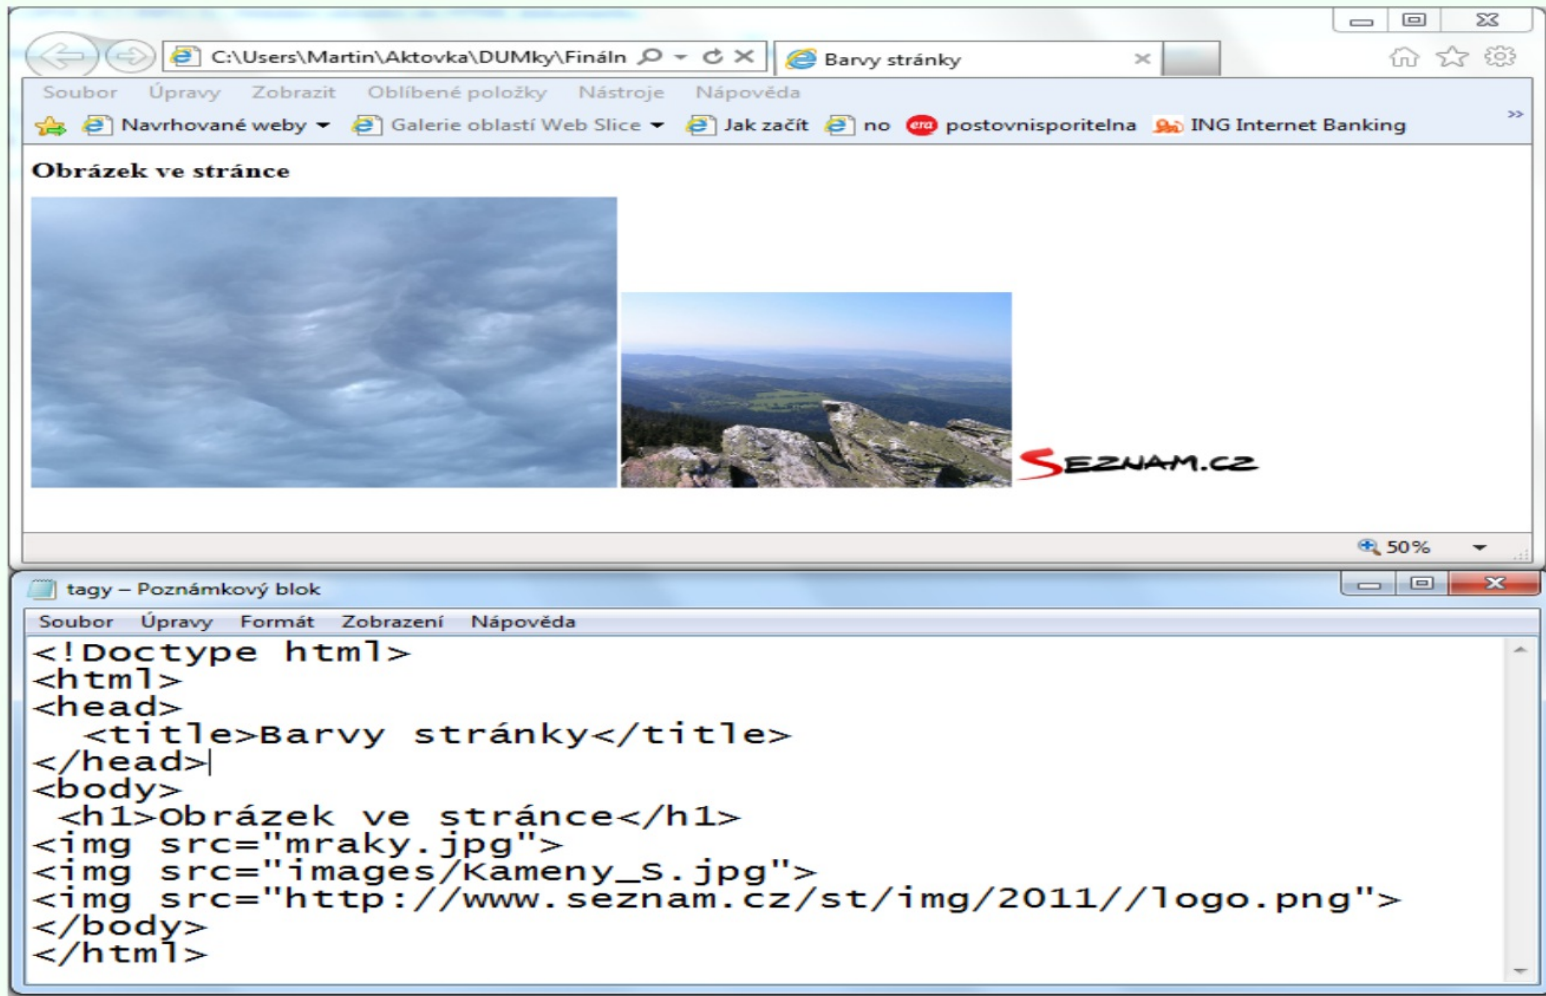 C:\Users\Martin\Aktovka\DUMky\Fináln
Barvy stránky
Soubor Úpravy Zobrazit Oblíbené položky Nástroje Nápověda
Navrhované weby Galerie oblastí Web Slice Jak začít no era postovnisporitelna ING Internet Banking
Obrázek ve stránce
SEZNAM.CZ
50%
tagy – Poznámkový blok
Soubor Úpravy Formát Zobrazení Nápověda
<!Doctype html>
<html>
<head>
<title>Barvy stránky</title>
</head>
<body>
<h1>Obrázek ve stránce</h1>
<img src="mraky.jpg">
<img src="images/Kameny_S.jpg">
<img src="http://www.seznam.cz/st/img/2011//logo.png">
</body>
</html>